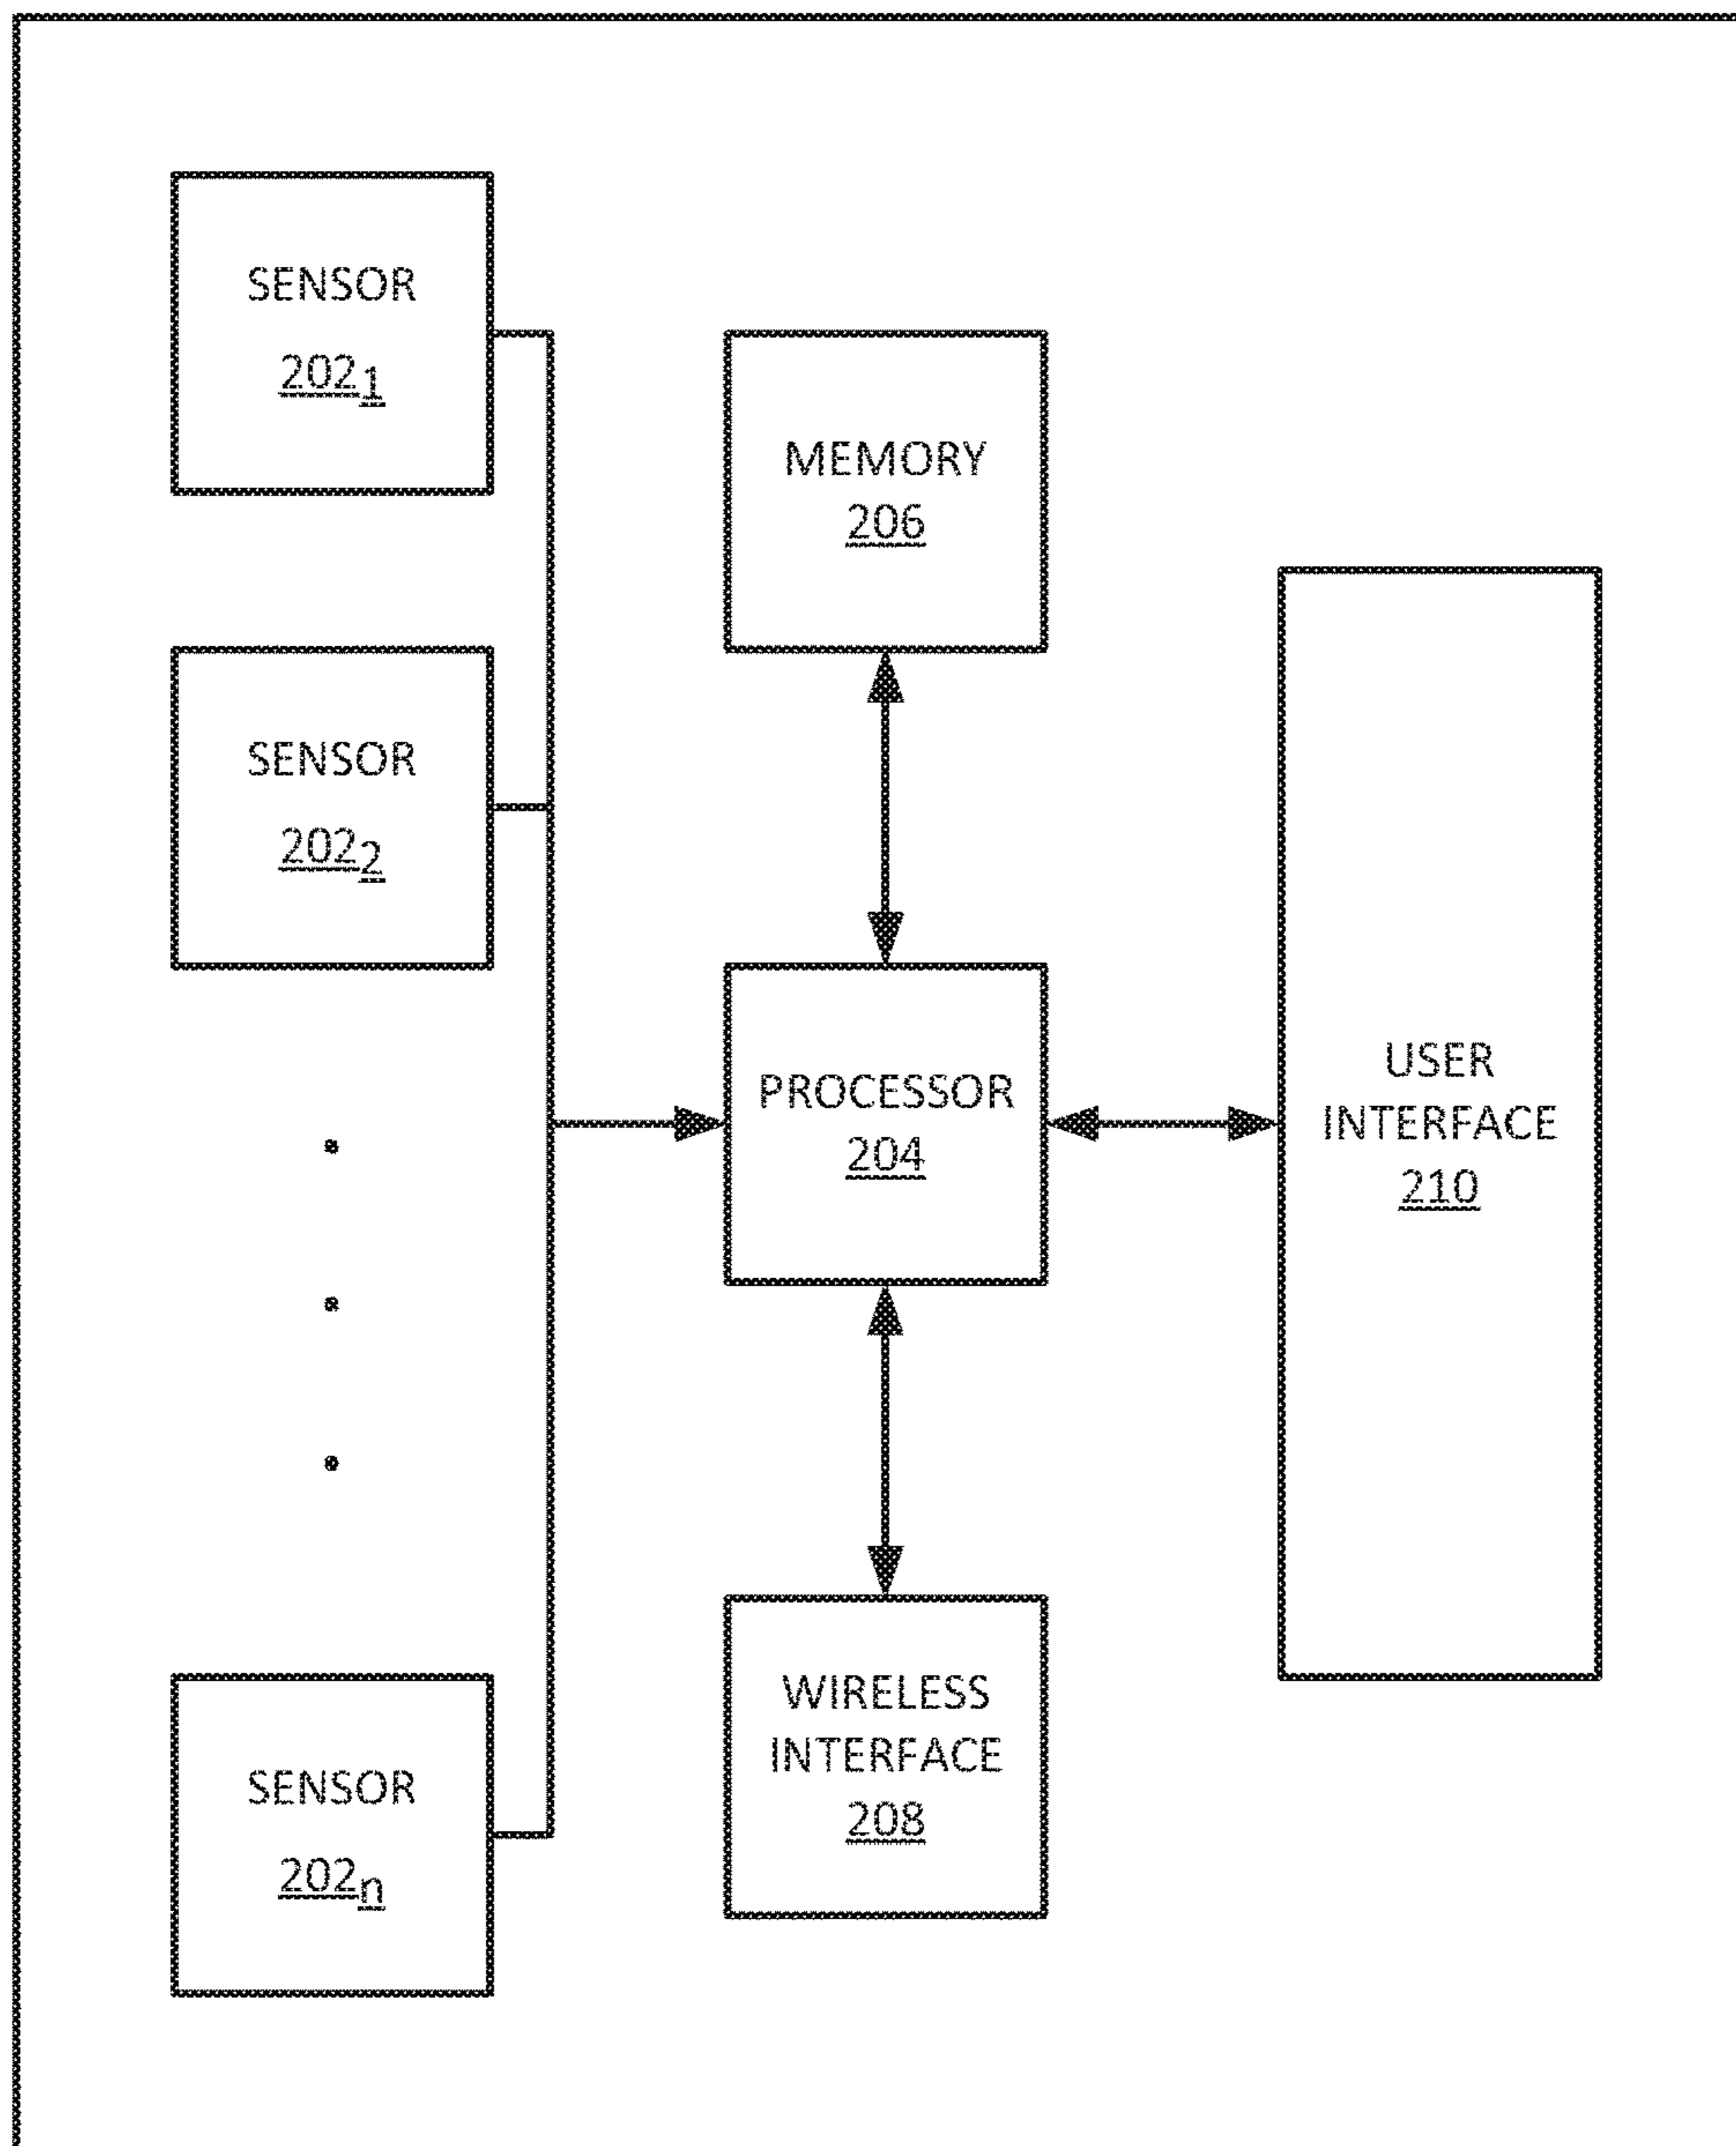 SENSOR
202₁
MEMORY
206
SENSOR
202₂
PROCESSOR
204
USER
INTERFACE
210
WIRELESS
INTERFACE
208
SENSOR
202ₙ